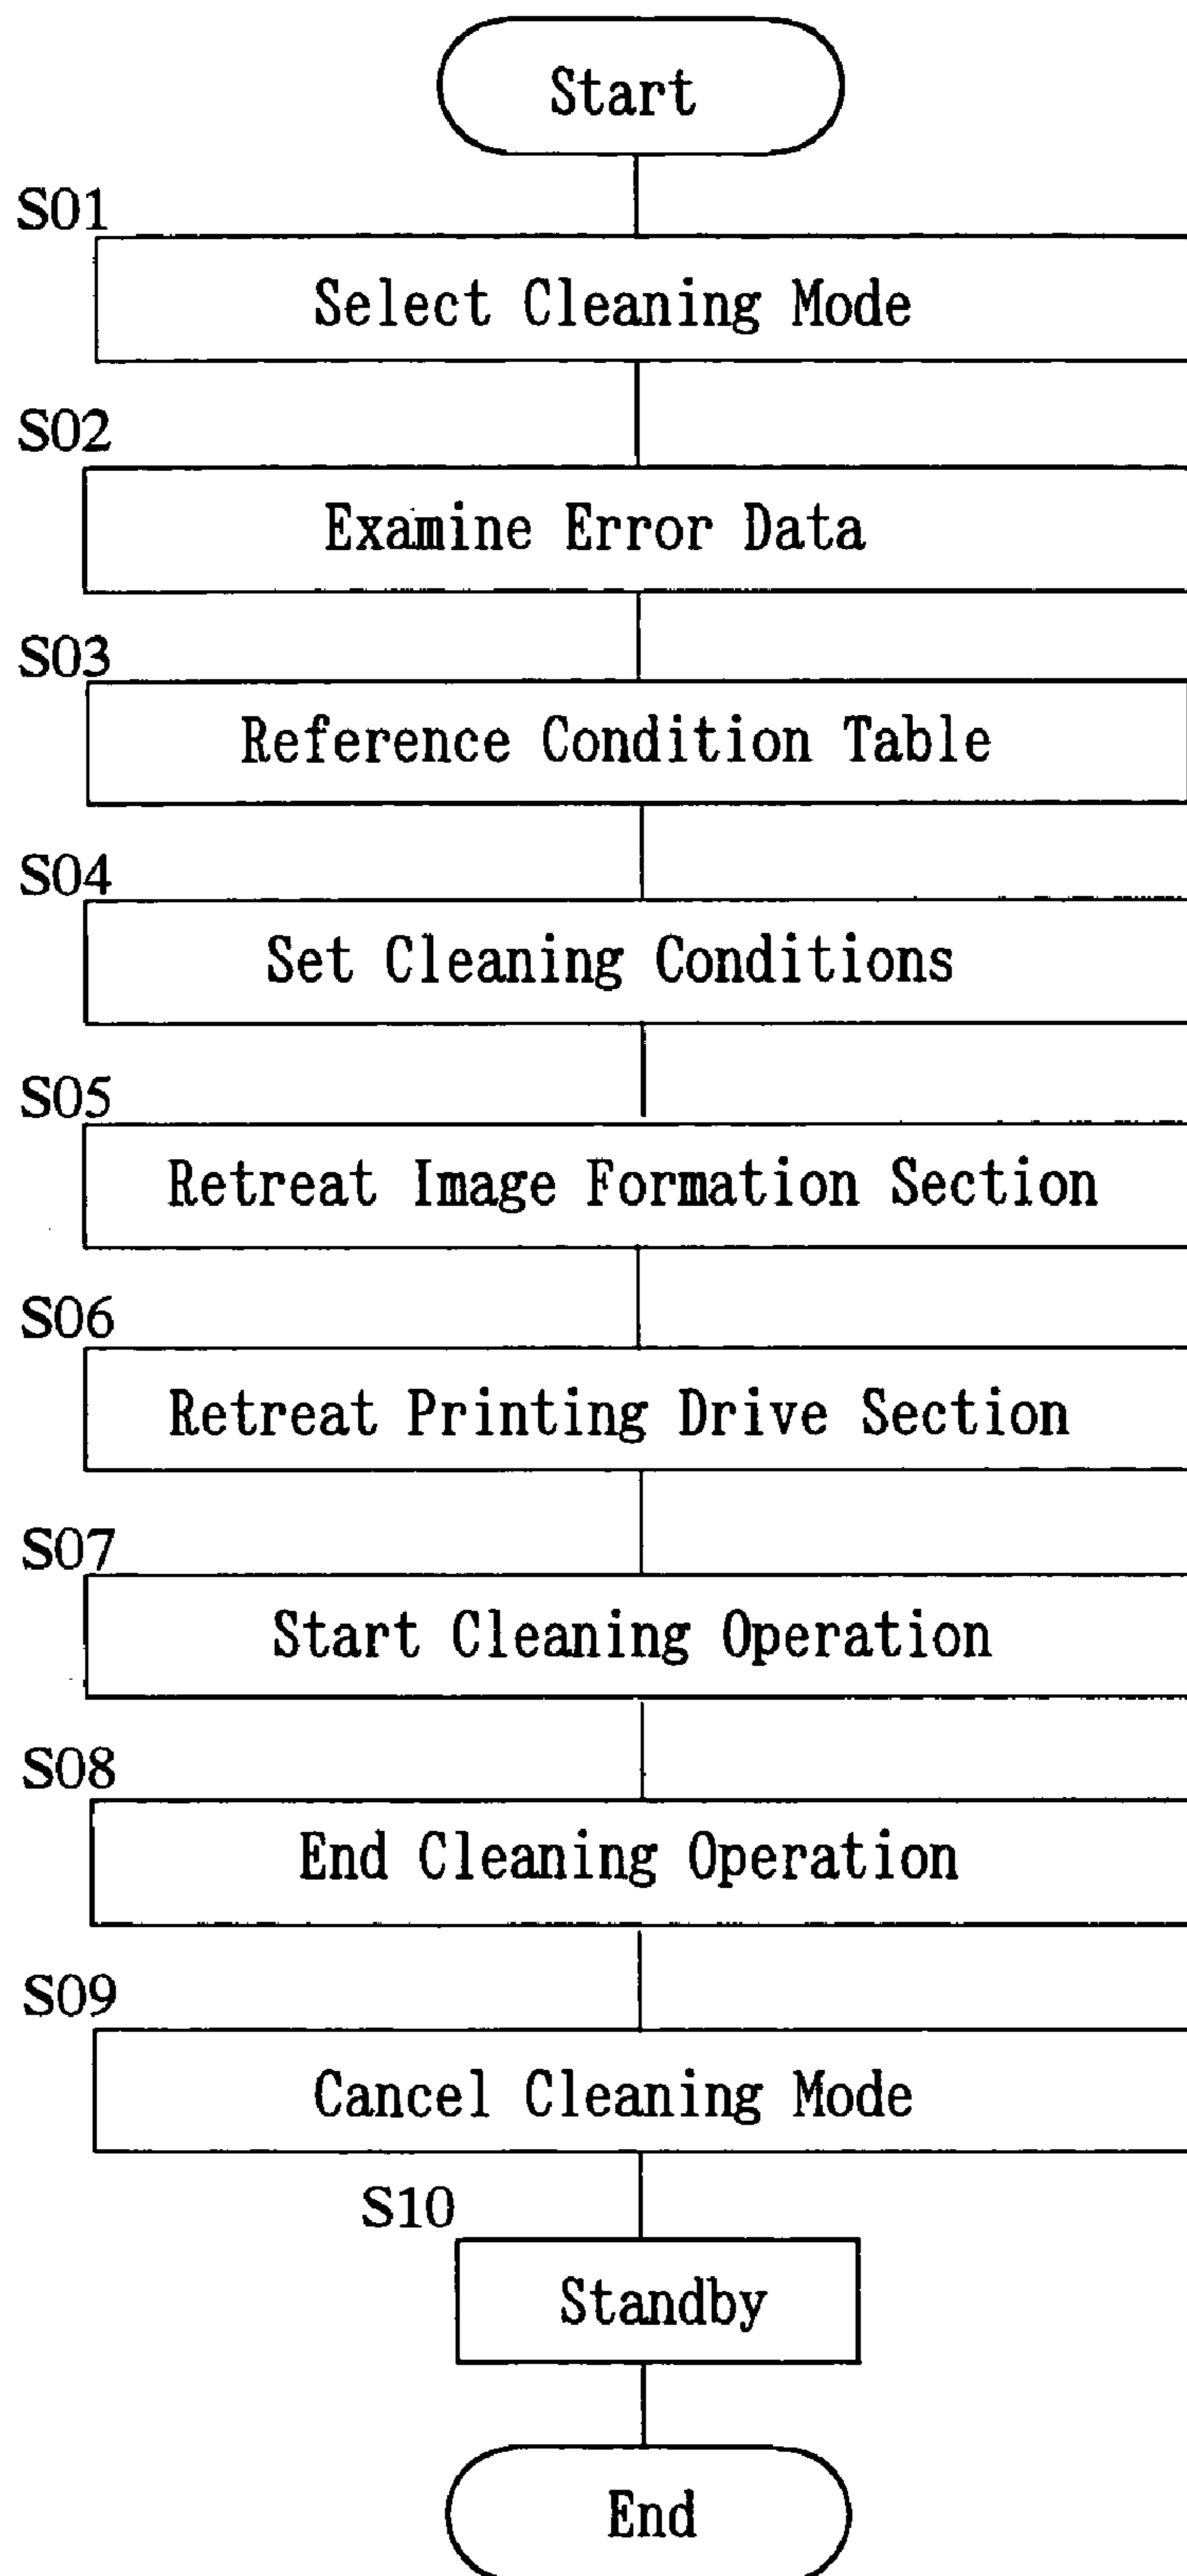 Start
S01
Select Cleaning Mode
S02
Examine Error Data
S03
Reference Condition Table
S04
Set Cleaning Conditions
S05
Retreat Image Formation Section
S06
Retreat Printing Drive Section
S07
Start Cleaning Operation
S08
End Cleaning Operation
S09
Cancel Cleaning Mode
S10
Standby
End